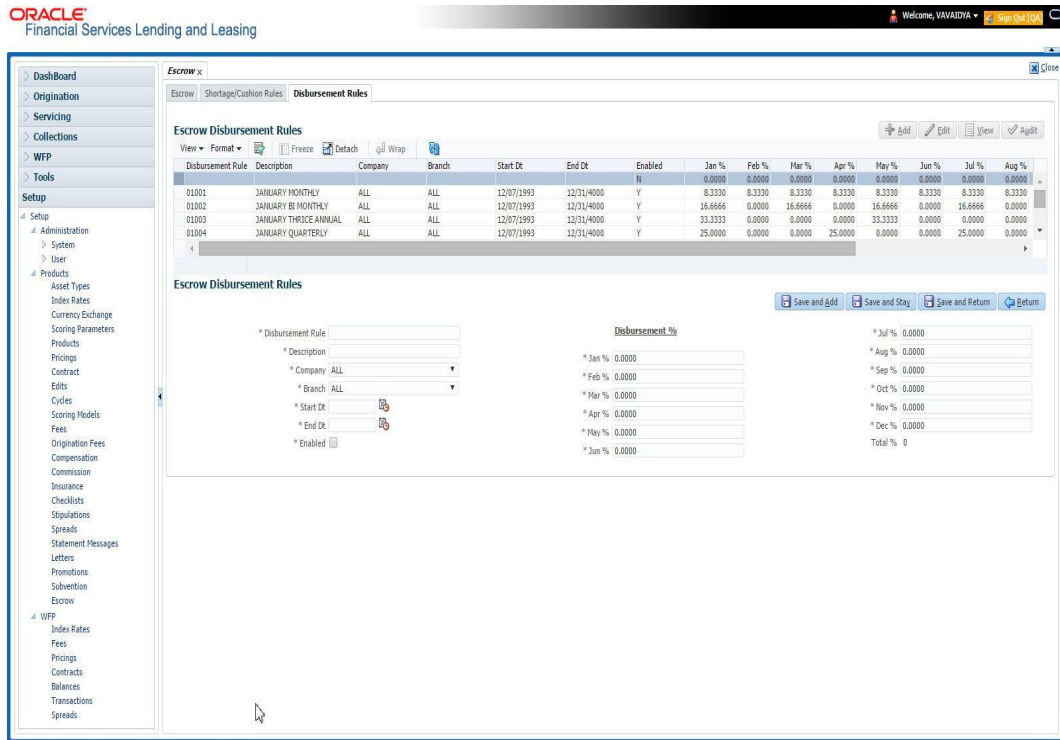 ORACLE
Financial Services Lending and Leasing
Welcome, VAVAIDYA
Sign Out [QA]
Close
DashBoard
Origination
Servicing
Collections
WFP
Tools
Setup
Setup
Administration
System
User
Products
Asset Types
Index Rates
Currency Exchange
Scoring Parameters
Products
Pricings
Contract
Edits
Cycles
Scoring Models
Fees
Origination Fees
Compensation
Commission
Insurance
Checklists
Stipulations
Spreads
Statement Messages
Letters
Promotions
Subvention
Escrow
WFP
Index Rates
Fees
Pricings
Contracts
Balances
Transactions
Spreads
Escrow x
Escrow Shortage/Cushion Rules Disbursement Rules
Escrow Disbursement Rules
Add Edit View Audit
View Format Freeze Detach Wrap
Disbursement Rule Description Company Branch Start Dt End Dt Enabled Jan % Feb % Mar % Apr % May % Jun % Jul % Aug %
N 0.0000 0.0000 0.0000 0.0000 0.0000 0.0000 0.0000 0.0000
01001 JANUARY MONTHLY ALL ALL 12/07/1993 12/31/4000 Y 8.3330 8.3330 8.3330 8.3330 8.3330 8.3330 8.3330 8.3330
01002 JANUARY BI MONTHLY ALL ALL 12/07/1993 12/31/4000 Y 16.6666 0.0000 16.6666 0.0000 16.6666 0.0000 16.6666 0.0000
01003 JANUARY THRICE ANNUAL ALL ALL 12/07/1993 12/31/4000 Y 33.3333 0.0000 0.0000 0.0000 33.3333 0.0000 0.0000 0.0000
01004 JANUARY QUARTERLY ALL ALL 12/07/1993 12/31/4000 Y 25.0000 0.0000 0.0000 25.0000 0.0000 0.0000 25.0000 0.0000
Escrow Disbursement Rules
Save and Add Save and Stay Save and Return Return
* Disbursement Rule
* Description
* Company ALL
* Branch ALL
* Start Dt
* End Dt
* Enabled
Disbursement %
* Jan % 0.0000
* Feb % 0.0000
* Mar % 0.0000
* Apr % 0.0000
* May % 0.0000
* Jun % 0.0000
* Jul % 0.0000
* Aug % 0.0000
* Sep % 0.0000
* Oct % 0.0000
* Nov % 0.0000
* Dec % 0.0000
Total % 0